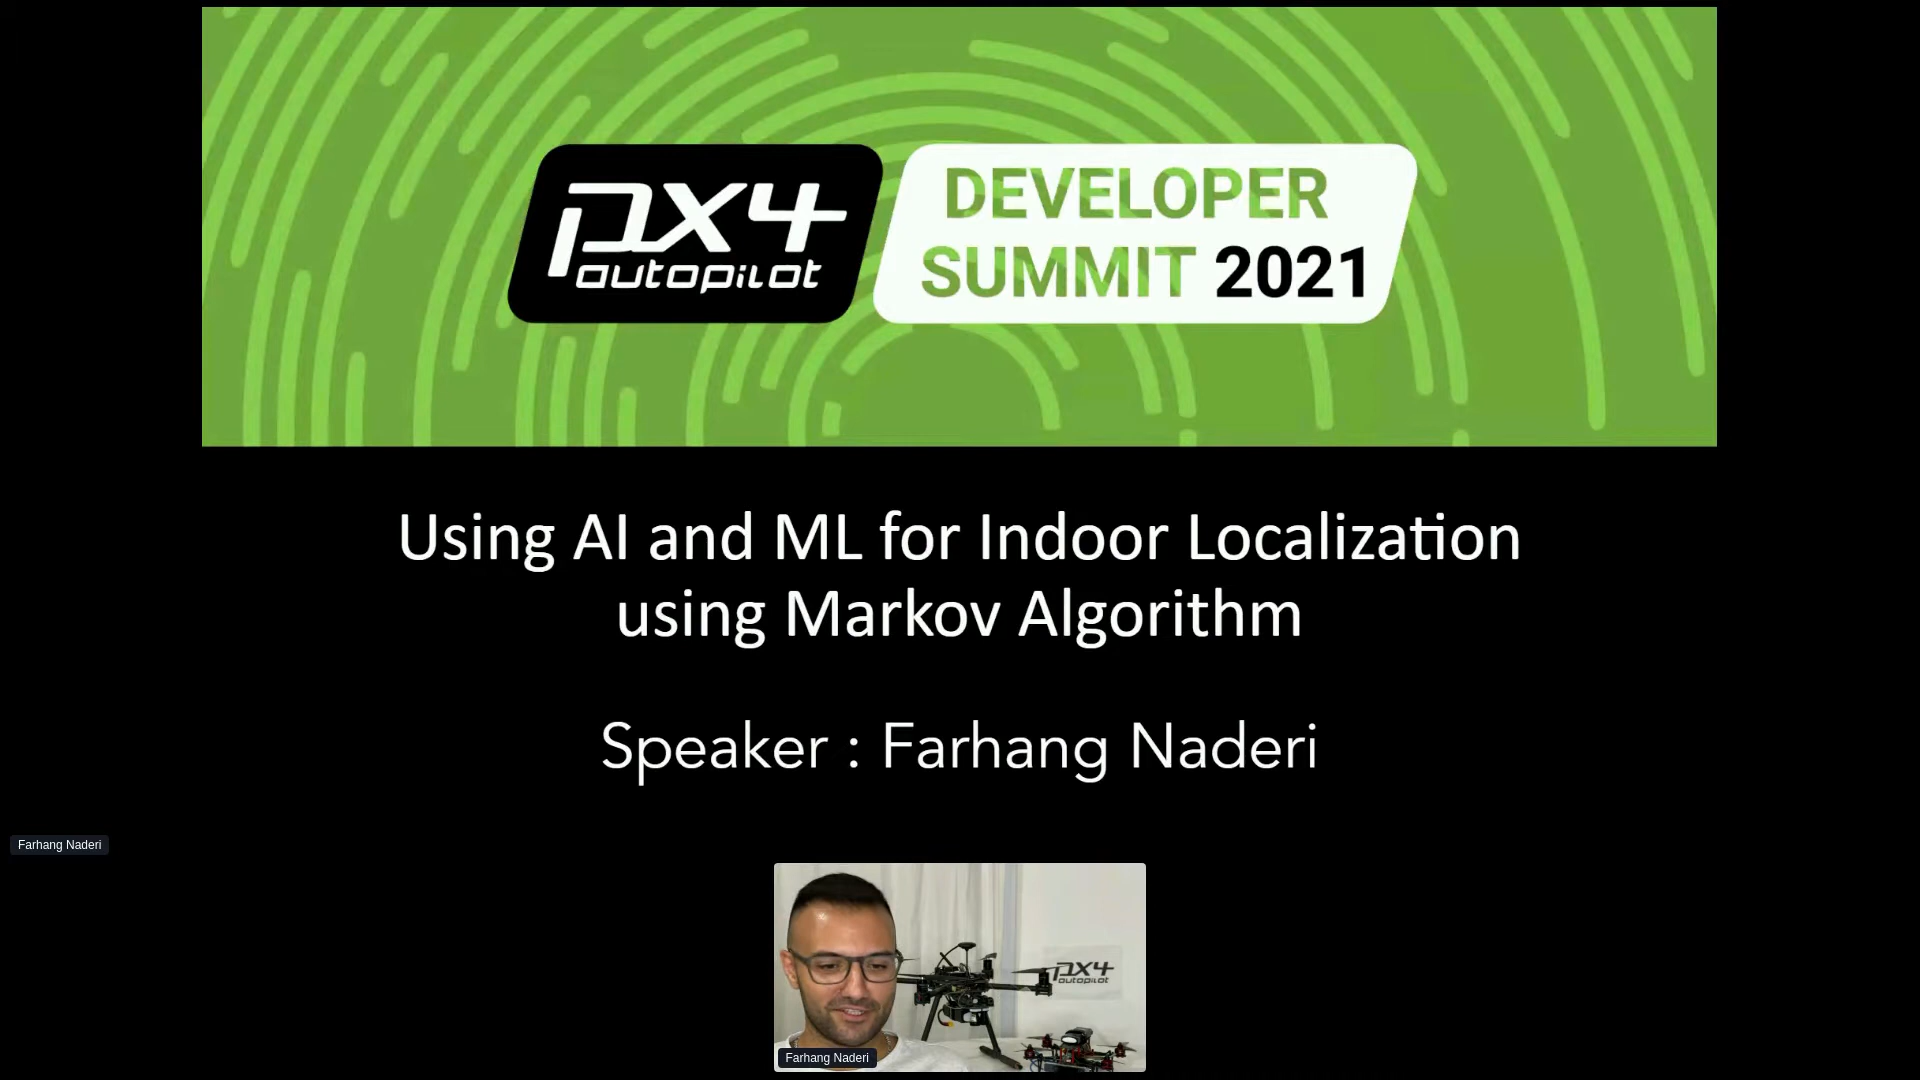 px4
autopilot
DEVELOPER
SUMMIT 2021
Using AI and ML for Indoor Localization
using Markov Algorithm
Speaker : Farhang Naderi
Farhang Naderi
px4
autopilot
Farhang Naderi